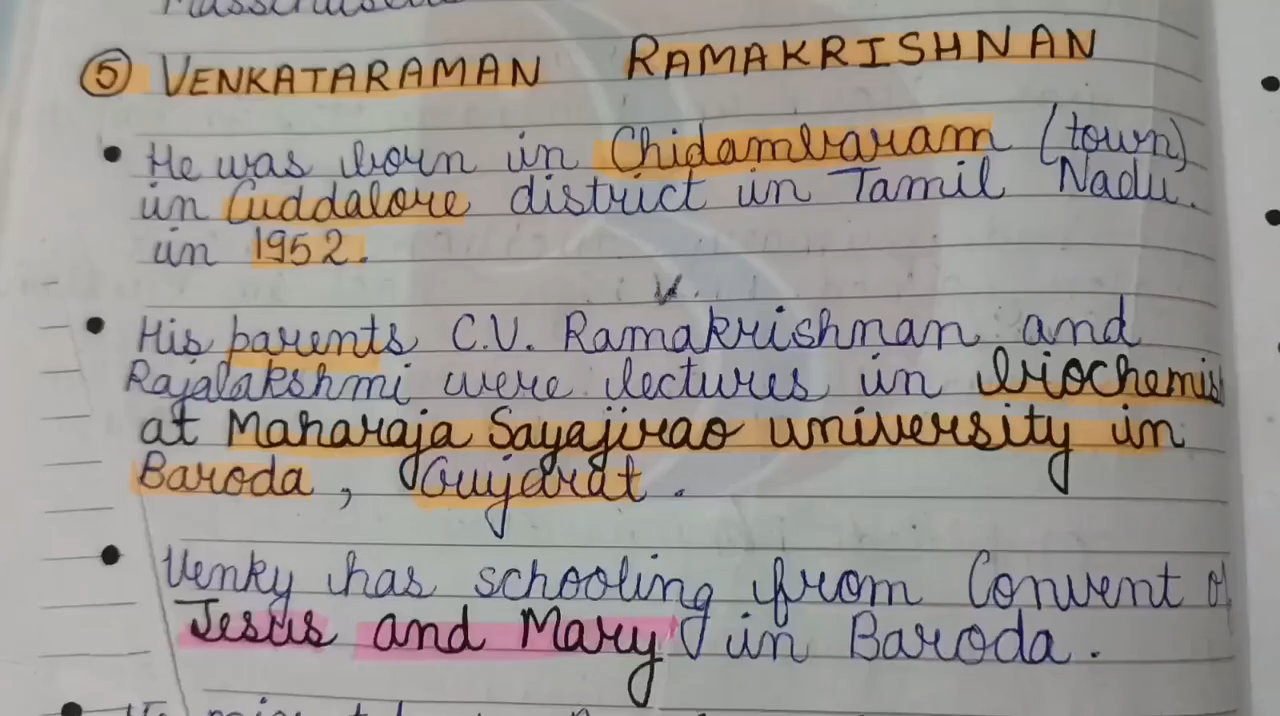 ⑤ VENKATARAMAN RAMAKRISHNAN
• He was born in Chidambaram (town)
in Cuddalore district in Tamil Nadu.
in 1952.
• His parents C.V. Ramakrishnan and
Rajalakshmi were lectures in biochemis
at Maharaja Sayajirao university in
Baroda, Gujarat.
• Venky has schooling from Convent of
Jesus and Mary in Baroda.